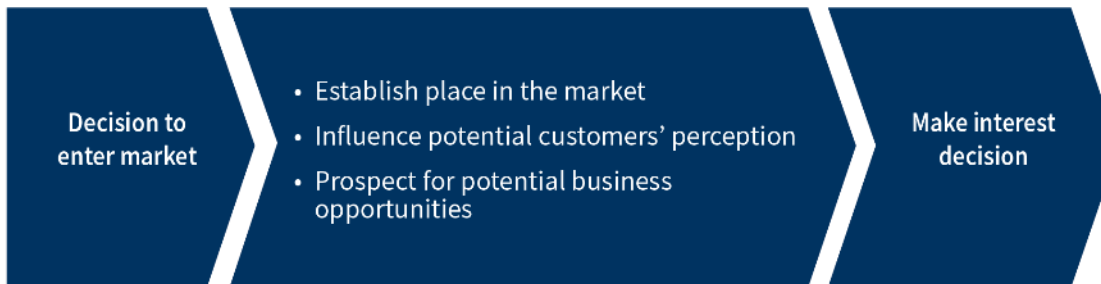 Decision to
enter market
• Establish place in the market
• Influence potential customers’ perception
• Prospect for potential business
opportunities
Make interest
decision